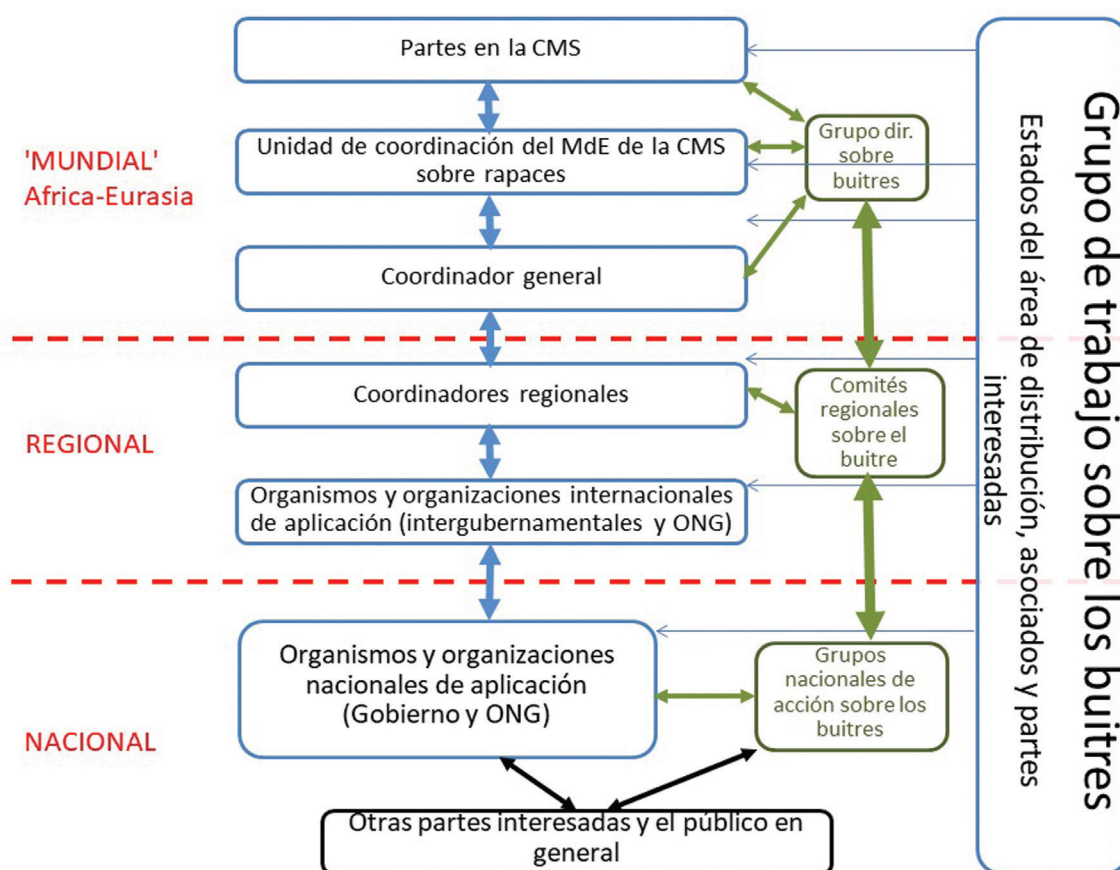 Partes en la CMS
'MUNDIAL'
Africa-Eurasia
Unidad de coordinación del MdE de la CMS
sobre rapaces
Grupo dir.
sobre
buitres
Coordinador general
REGIONAL
Coordinadores regionales
Comités
regionales
sobre el
buitre
Organismos y organizaciones internacionales
de aplicación (intergubernamentales y ONG)
NACIONAL
Organismos y organizaciones
nacionales de aplicación
(Gobierno y ONG)
Grupos
nacionales de
acción sobre los
buitres
Otras partes interesadas y el público en
general
Grupo de trabajo sobre los buitres
Estados del área de distribución, asociados y partes
interesadas